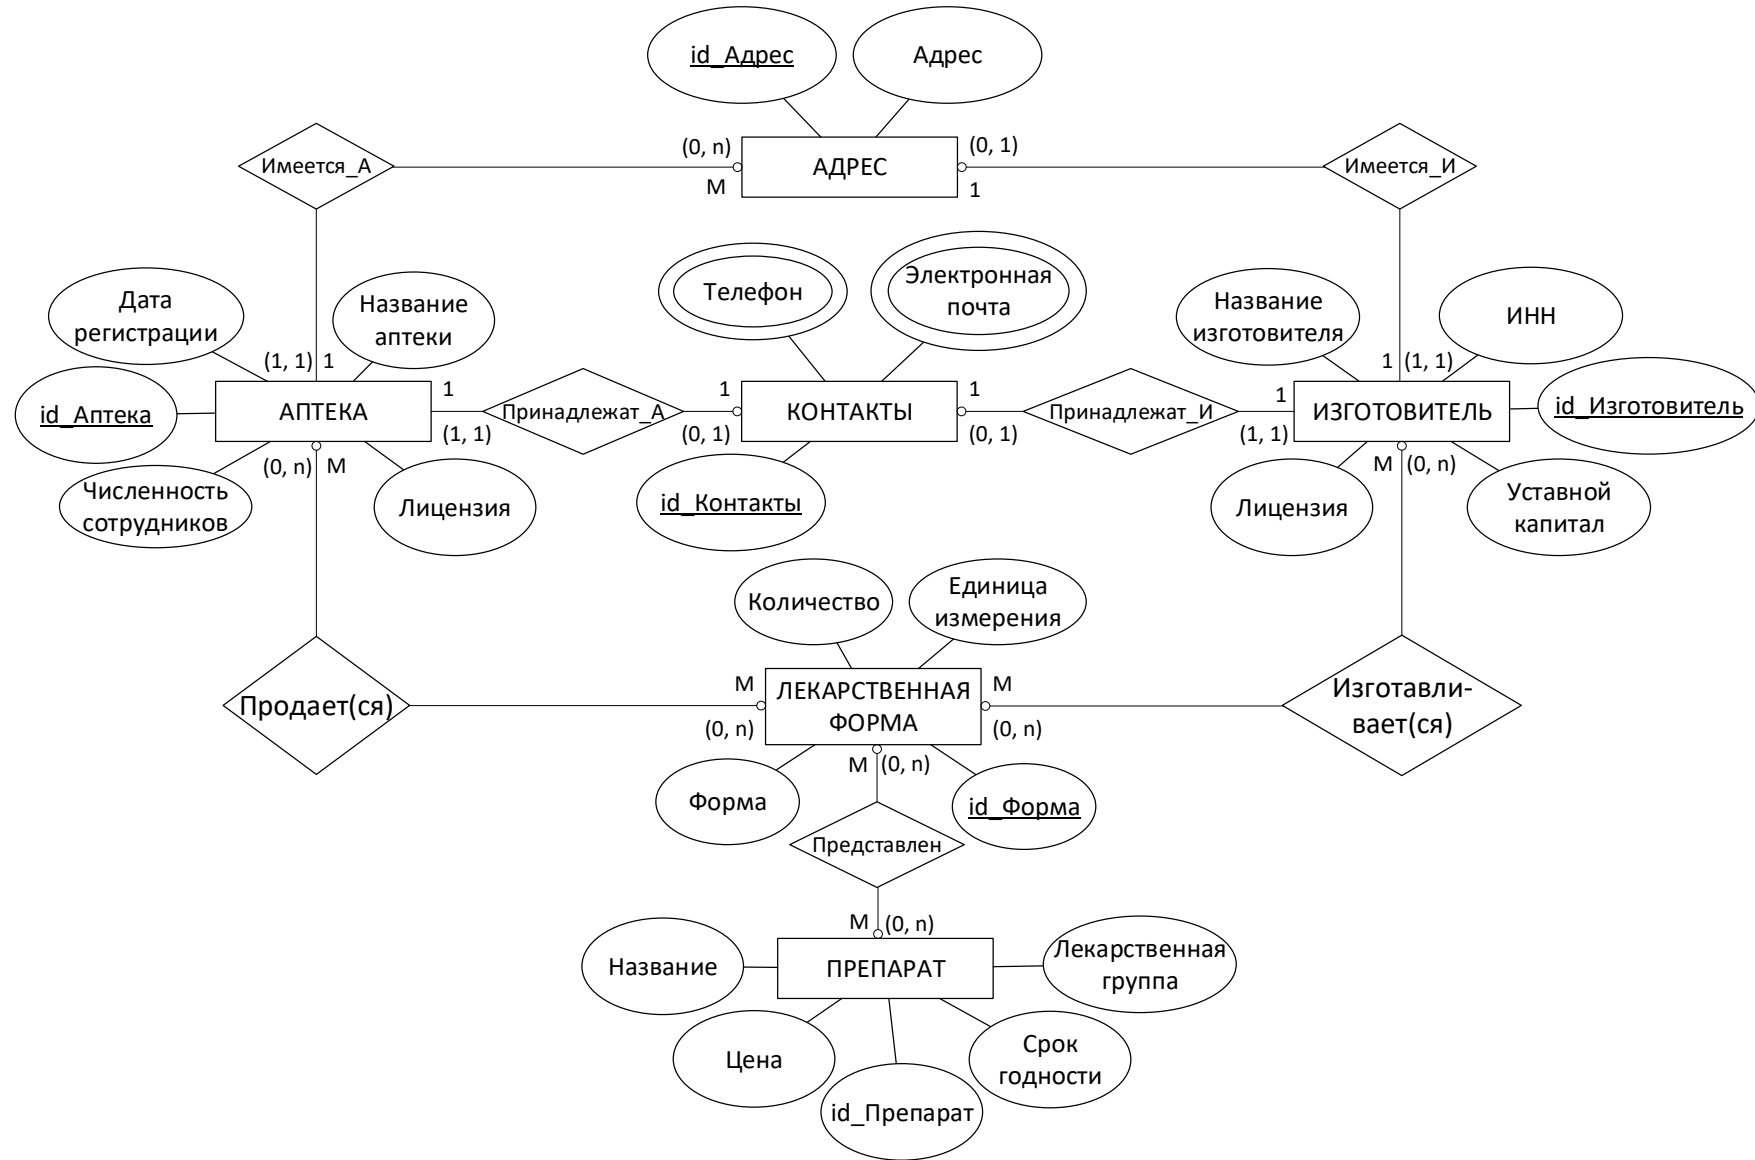 id_Адрес
Адрес
(0, n)
(0, 1)
Имеется_А
АДРЕС
Имеется_И
М
1
Дата
регистрации
Название
аптеки
Телефон
Электронная
почта
Название
изготовителя
ИНН
(1, 1)
1
1
(1, 1)
id_Аптека
АПТЕКА
1
Принадлежат_А
1
КОНТАКТЫ
1
Принадлежат_И
1
ИЗГОТОВИТЕЛЬ
id_Изготовитель
(1, 1)
(0, 1)
(0, 1)
(1, 1)
(0, n)
М
М
(0, n)
Численность
сотрудников
Лицензия
id_Контакты
Лицензия
Уставной
капитал
Количество
Единица
измерения
Продает(ся)
М
ЛЕКАРСТВЕННАЯ
ФОРМА
М
Изготавли-
вает(ся)
(0, n)
(0, n)
М
(0, n)
Форма
id_Форма
Представлен
М
(0, n)
Название
ПРЕПАРАТ
Лекарственная
группа
Цена
Срок
годности
id_Препарат